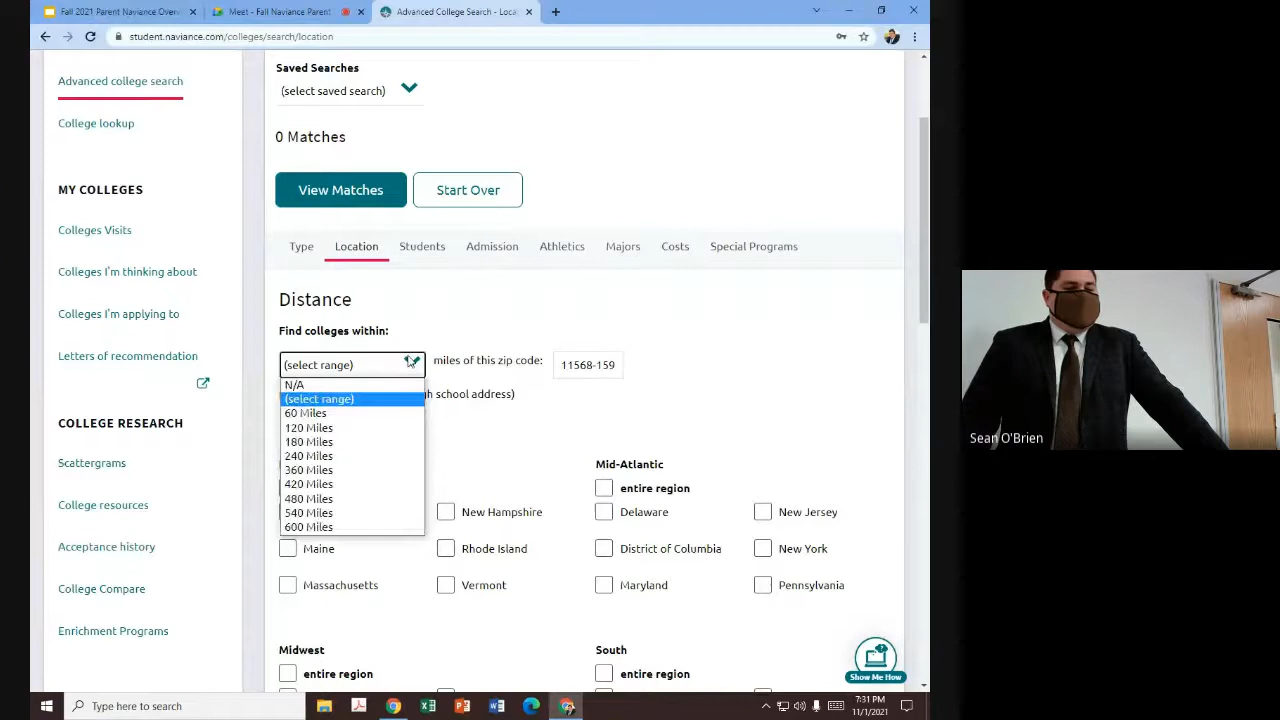 Fall 2021 Parent Naviance Overv
Meet - Fall Naviance Parent
Advanced College Search - Loca
student.naviance.com/colleges/search/location
Advanced college search
College lookup
MY COLLEGES
Colleges Visits
Colleges I'm thinking about
Colleges I'm applying to
Letters of recommendation
COLLEGE RESEARCH
Scattergrams
College resources
Acceptance history
College Compare
Enrichment Programs
Saved Searches
(select saved search)
0 Matches
View Matches
Start Over
Type Location Students Admission Athletics Majors Costs Special Programs
Distance
Find colleges within:
(select range) miles of this zip code: 11568-159
h school address)
N/A
(select range)
60 Miles
120 Miles
180 Miles
240 Miles
360 Miles
420 Miles
480 Miles
540 Miles
600 Miles
New Hampshire
Maine Rhode Island
Massachusetts Vermont
Mid-Atlantic
entire region
Delaware New Jersey
District of Columbia New York
Maryland Pennsylvania
Midwest
entire region
South
entire region
Show Me How
Type here to search
7:31 PM
11/1/2021
Sean O'Brien